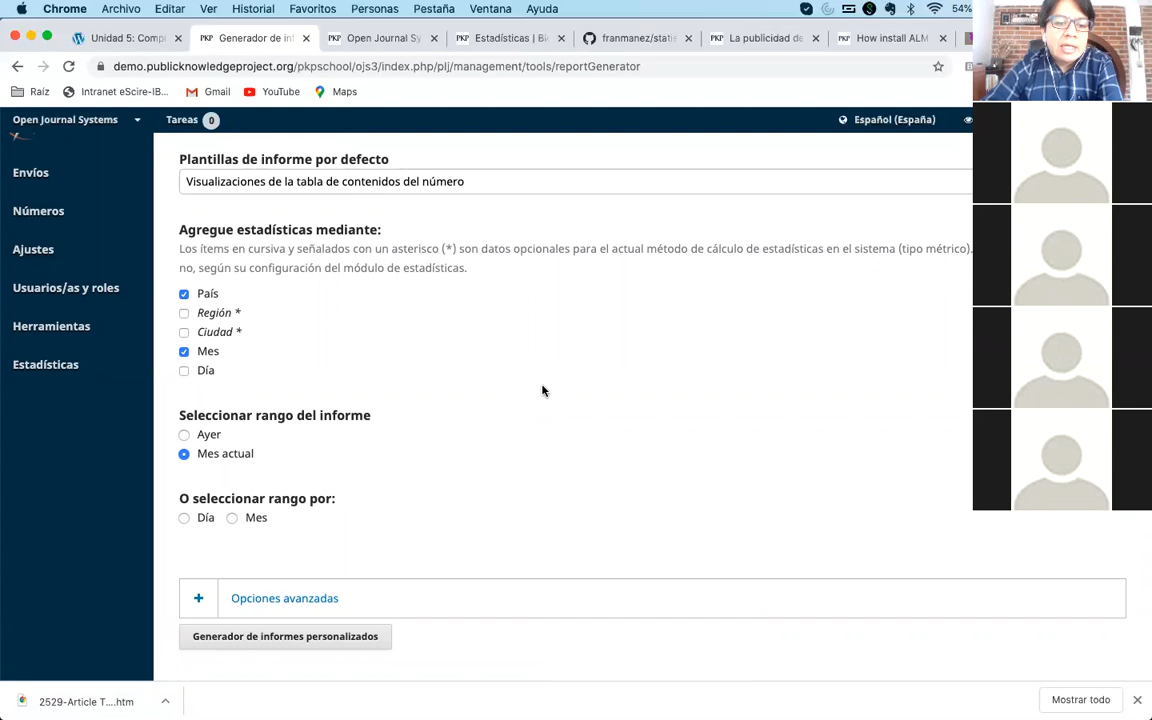 Chrome Archivo Editar Ver Historial Favoritos Personas Pestaña Ventana Ayuda 54%
Unidad 5: Comp
Generador de in
Open Journal Sy
Estadísticas | Bi
franmanez/stati
La publicidad de
How install ALM
demo.publicknowledgeproject.org/pkpschool/ojs3/index.php/plj/management/tools/reportGenerator
Raíz Intranet eScire-IB... Gmail YouTube Maps
Open Journal Systems Tareas 0 Español (España)
Envíos
Números
Ajustes
Usuarios/as y roles
Herramientas
Estadísticas
Plantillas de informe por defecto
Visualizaciones de la tabla de contenidos del número
Agregue estadísticas mediante:
Los ítems en cursiva y señalados con un asterisco (*) son datos opcionales para el actual método de cálculo de estadísticas en el sistema (tipo métrico).
no, según su configuración del módulo de estadísticas.
País
Región *
Ciudad *
Mes
Día
Seleccionar rango del informe
Ayer
Mes actual
O seleccionar rango por:
Día Mes
+ Opciones avanzadas
Generador de informes personalizados
2529-Article T....htm
Mostrar todo